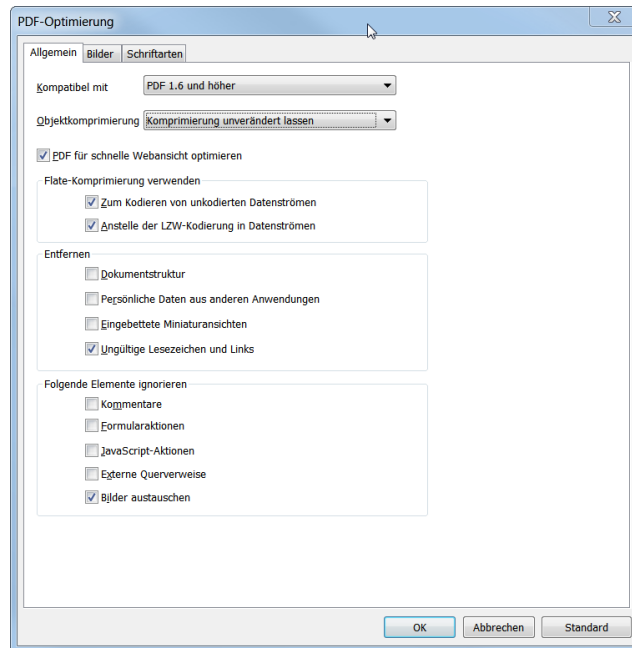 PDF-Optimierung
Allgemein Bilder Schriftarten
Kompatibel mit PDF 1.6 und höher
Objektkomprimierung Komprimierung unverändert lassen
PDF für schnelle Webansicht optimieren
Flate-Komprimierung verwenden
Zum Kodieren von unkodierten Datenströmen
Anstelle der LZW-Kodierung in Datenströmen
Entfernen
Dokumentstruktur
Persönliche Daten aus anderen Anwendungen
Eingebettete Miniaturansichten
Ungültige Lesezeichen und Links
Folgende Elemente ignorieren
Kommentare
Formularaktionen
JavaScript-Aktionen
Externe Querverweise
Bilder austauschen
OK Abbrechen Standard